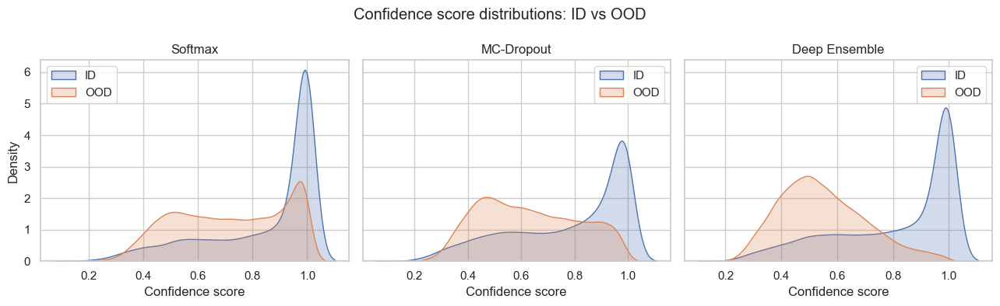 Confidence score distributions: ID vs OOD
Softmax
MC-Dropout
Deep Ensemble
ID
OOD
ID
OOD
ID
OOD
Density
6
5
4
3
2
1
0
0.2 0.4 0.6 0.8 1.0
0.2 0.4 0.6 0.8 1.0
0.2 0.4 0.6 0.8 1.0
Confidence score
Confidence score
Confidence score